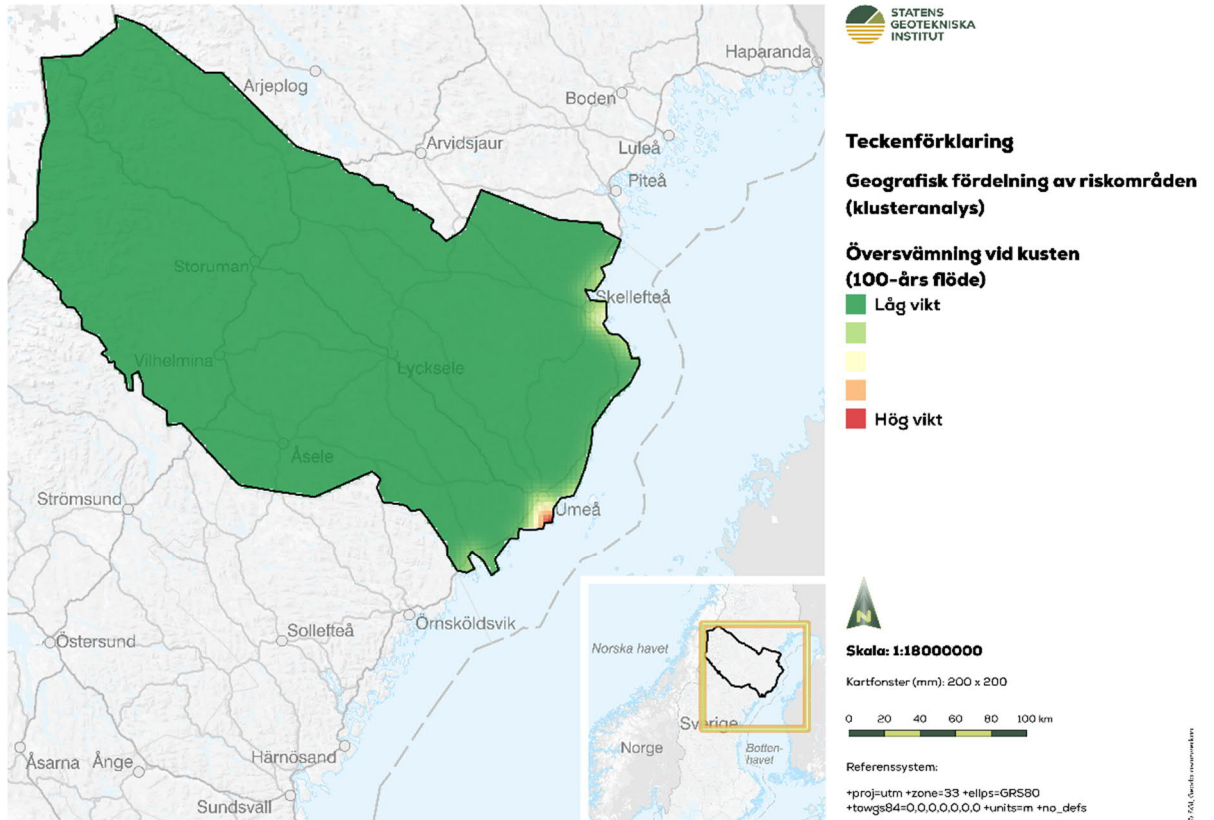 STATENS
GEOTEKNISKA
INSTITUT
Haparanda
Arjeplog
Boden
Arvidsjaur
Luleå
Piteå
Storuman
Skellefteå
Vilhelmina
Lycksele
Åsele
Strömsund
Umeå
Örnsköldsvik
Östersund
Sollefteå
Åsarna
Ånge
Härnösand
Sundsvall
Norska havet
Sverige
Norge
Botten-
havet
Teckenförklaring
Geografisk fördelning av riskområden
(klusteranalys)
Översvämning vid kusten
(100-års flöde)
Låg vikt
Hög vikt
N
Skala: 1:18000000
Kartfonster (mm): 200 x 200
0 20 40 60 80 100 km
Referenssystem:
+proj=utm +zone=33 +ellps=GRS80
+towgs84=0,0,0,0,0,0,0 +units=m +no_defs